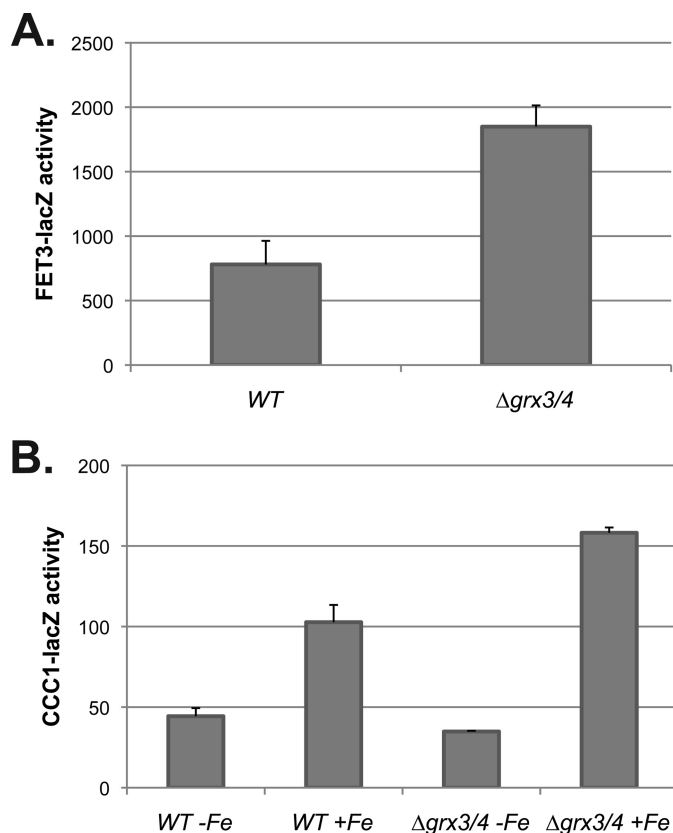 A.
FET3-lacZ activity
2500
2000
1500
1000
500
0
WT
Δgrx3/4
B.
CCC1-lacZ activity
200
150
100
50
0
WT -Fe
WT +Fe
Δgrx3/4 -Fe
Δgrx3/4 +Fe